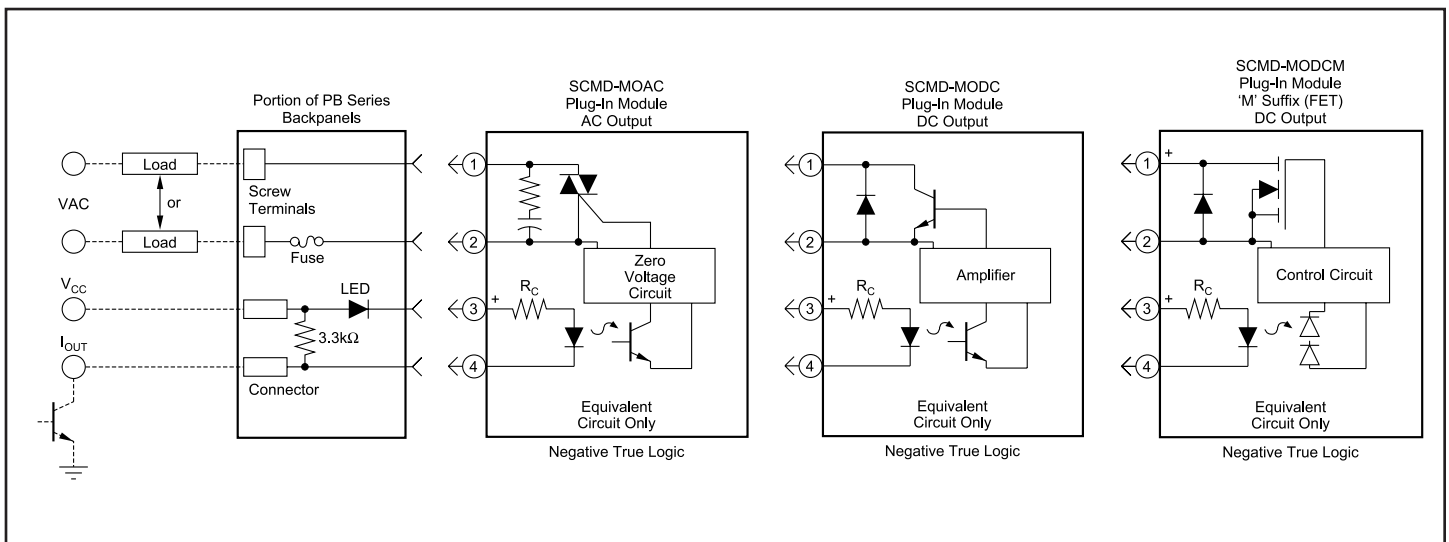 Portion of PB Series
Backpanels
Load
or
VAC
Load
Screw
Terminals
Fuse
VCC
LED
3.3kΩ
IOUT
Connector
SCMD-MOAC
Plug-In Module
AC Output
1
2
Zero
Voltage
Circuit
3
+
RC
4
Equivalent
Circuit Only
Negative True Logic
SCMD-MODC
Plug-In Module
DC Output
1
2
Amplifier
3
+
RC
4
Equivalent
Circuit Only
Negative True Logic
SCMD-MODCM
Plug-In Module
'M' Suffix (FET)
DC Output
1
+
2
Control Circuit
3
+
RC
4
Equivalent
Circuit Only
Negative True Logic